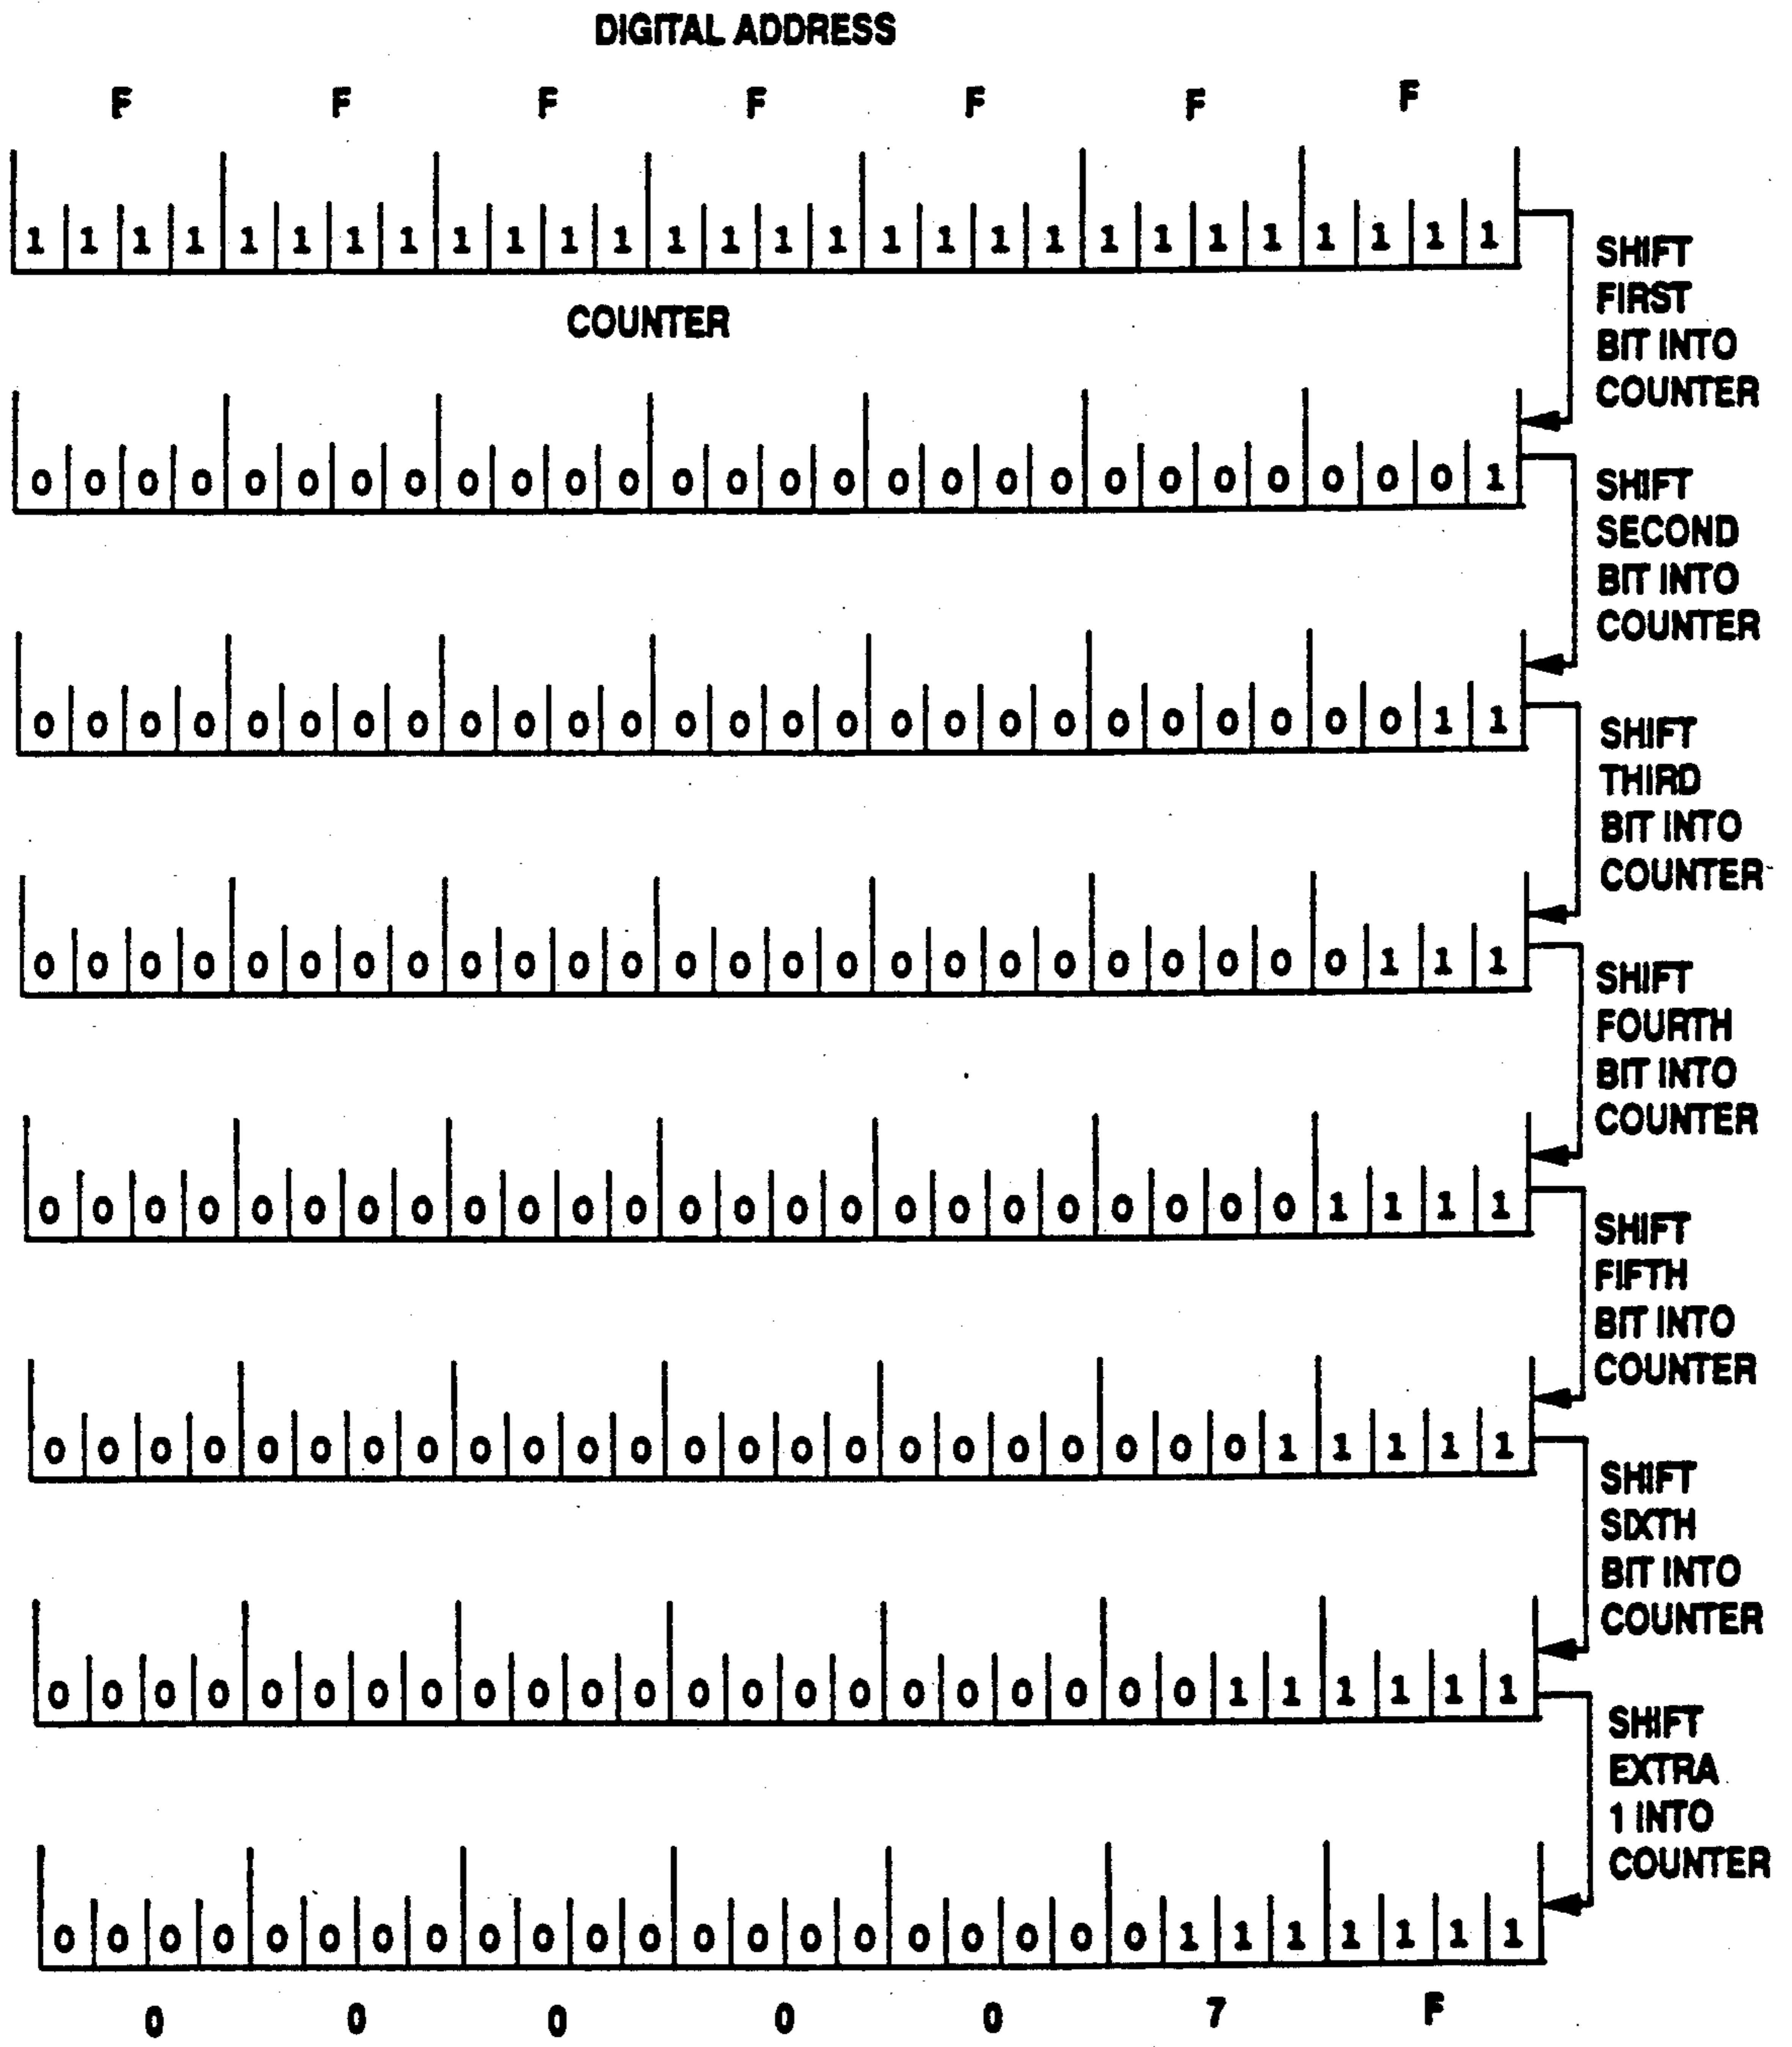 DIGITAL ADDRESS
F F F F F F F
1 1 1 1 1 1 1 1 1 1 1 1 1 1 1 1 1 1 1 1 1 1 1 1 1 1 1 1
SHIFT
FIRST
BIT INTO
COUNTER
COUNTER
0 0 0 0 0 0 0 0 0 0 0 0 0 0 0 0 0 0 0 0 0 0 0 0 0 0 0 1
SHIFT
SECOND
BIT INTO
COUNTER
0 0 0 0 0 0 0 0 0 0 0 0 0 0 0 0 0 0 0 0 0 0 0 0 0 0 1 1
SHIFT
THIRD
BIT INTO
COUNTER
0 0 0 0 0 0 0 0 0 0 0 0 0 0 0 0 0 0 0 0 0 0 0 0 0 1 1 1
SHIFT
FOURTH
BIT INTO
COUNTER
0 0 0 0 0 0 0 0 0 0 0 0 0 0 0 0 0 0 0 0 0 0 0 0 1 1 1 1
SHIFT
FIFTH
BIT INTO
COUNTER
0 0 0 0 0 0 0 0 0 0 0 0 0 0 0 0 0 0 0 0 0 0 0 1 1 1 1 1
SHIFT
SIXTH
BIT INTO
COUNTER
0 0 0 0 0 0 0 0 0 0 0 0 0 0 0 0 0 0 0 0 0 0 1 1 1 1 1 1
SHIFT
EXTRA
1 INTO
COUNTER
0 0 0 0 0 0 0 0 0 0 0 0 0 0 0 0 0 0 0 0 0 1 1 1 1 1 1 1
0 0 0 0 0 7 F